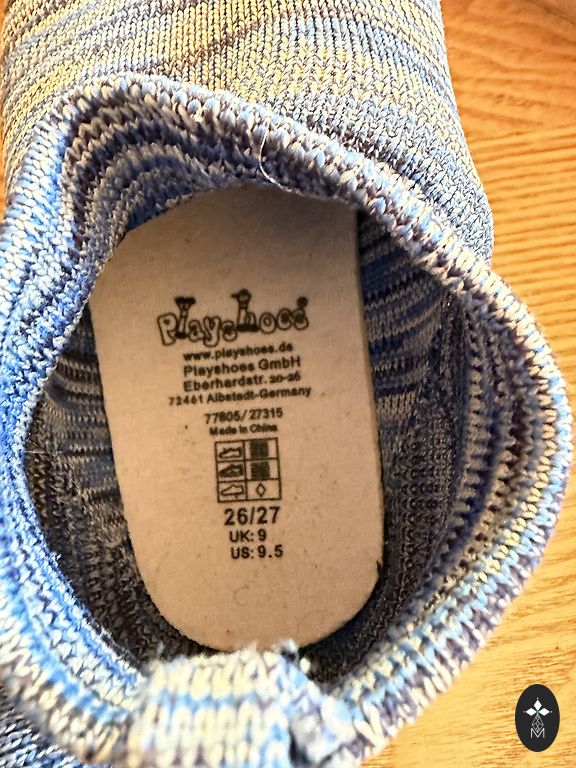 Playshoes
www.playshoes.de
Playshoes GmbH
Eberhardstr. 20-26
72461 Albstadt-Germany
77605/27315
Made in China
26/27
UK: 9
US: 9.5
M